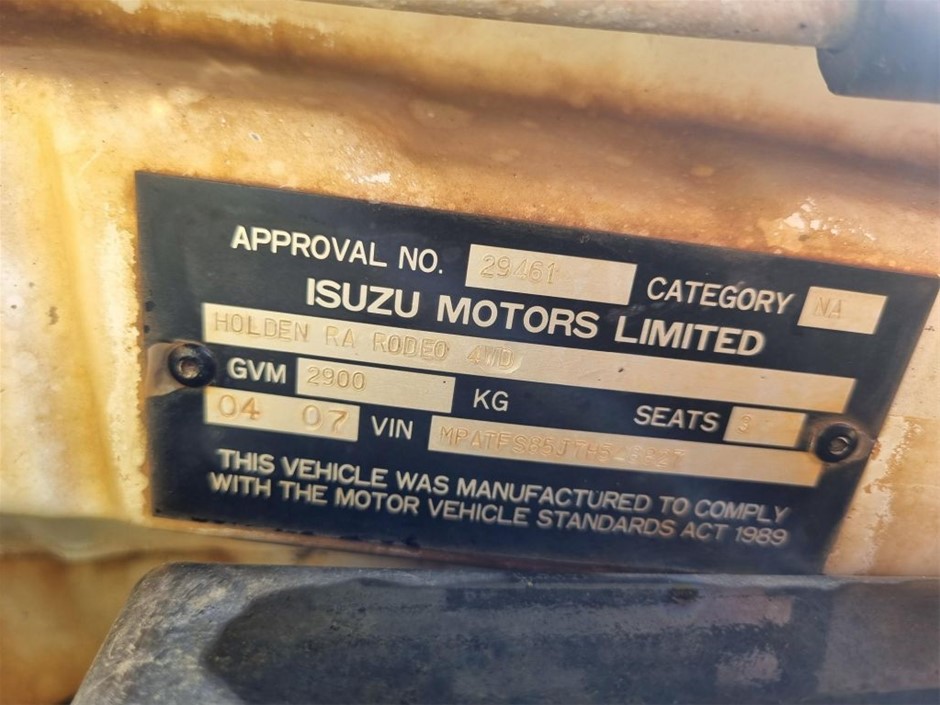 APPROVAL NO. 29461 CATEGORY NA
ISUZU MOTORS LIMITED
HOLDEN RA RODEO 4WD
GVM 2900 KG SEATS 3
04 07 VIN
THIS VEHICLE WAS MANUFACTURED TO COMPLY
WITH THE MOTOR VEHICLE STANDARDS ACT 1989